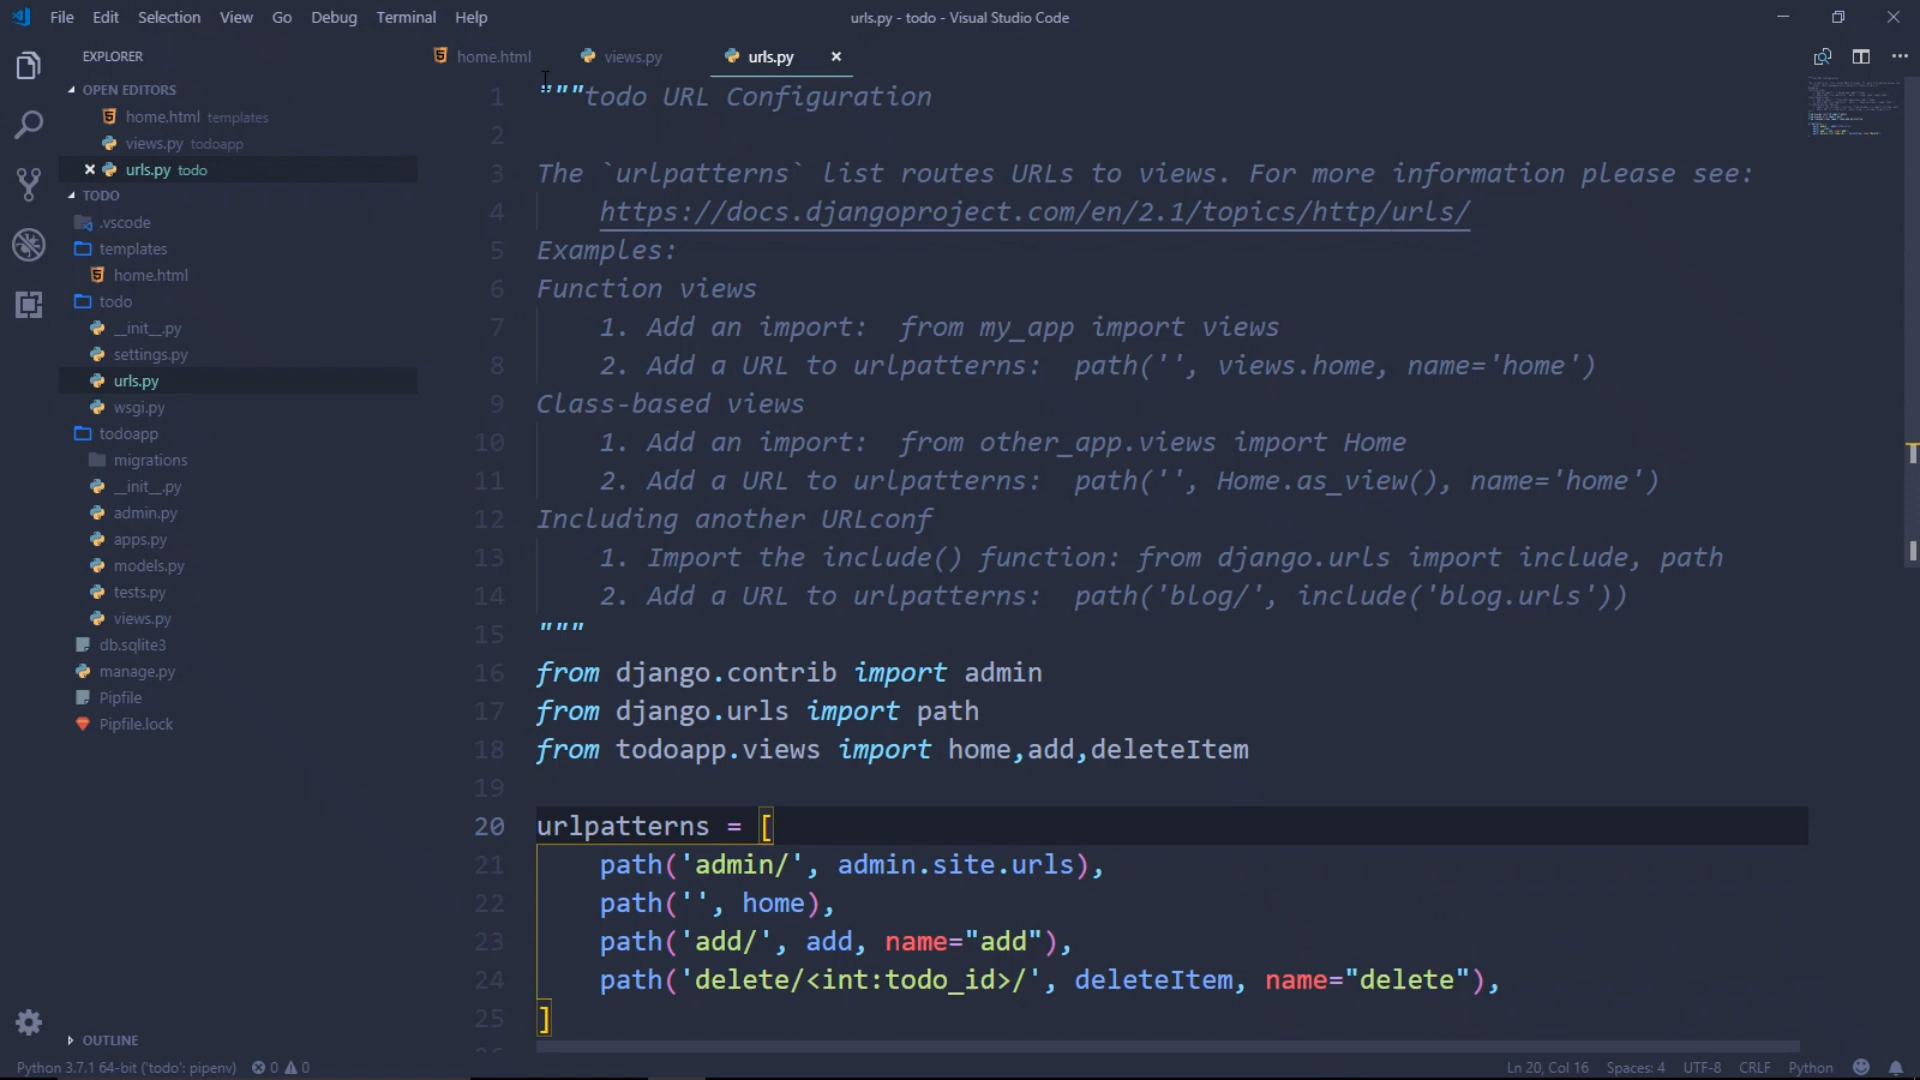 File Edit Selection View Go Debug Terminal Help
urls.py - todo - Visual Studio Code
EXPLORER
OPEN EDITORS
home.html templates
views.py todoapp
urls.py todo
TODO
.vscode
templates
home.html
todo
__init__.py
settings.py
urls.py
wsgi.py
todoapp
migrations
__init__.py
admin.py
apps.py
models.py
tests.py
views.py
db.sqlite3
manage.py
Pipfile
Pipfile.lock
OUTLINE
home.html views.py urls.py
1 """todo URL Configuration
2
3 The `urlpatterns` list routes URLs to views. For more information please see:
4     https://docs.djangoproject.com/en/2.1/topics/http/urls/
5 Examples:
6 Function views
7     1. Add an import:  from my_app import views
8     2. Add a URL to urlpatterns:  path('', views.home, name='home')
9 Class-based views
10     1. Add an import:  from other_app.views import Home
11     2. Add a URL to urlpatterns:  path('', Home.as_view(), name='home')
12 Including another URLconf
13     1. Import the include() function: from django.urls import include, path
14     2. Add a URL to urlpatterns:  path('blog/', include('blog.urls'))
15 """
16 from django.contrib import admin
17 from django.urls import path
18 from todoapp.views import home,add,deleteItem
19
20 urlpatterns = [
21     path('admin/', admin.site.urls),
22     path('', home),
23     path('add/', add, name="add"),
24     path('delete/<int:todo_id>/', deleteItem, name="delete"),
25 ]
Python 3.7.1 64-bit ('todo': pipenv) 0 0 Ln 20, Col 16 Spaces: 4 UTF-8 CRLF Python